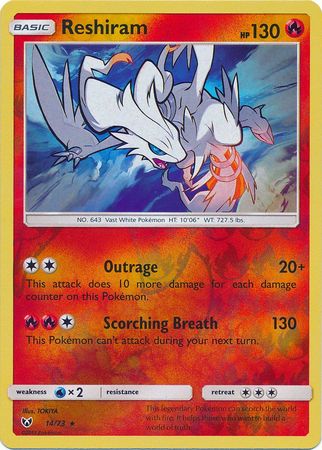 BASIC
Reshiram HP 130
NO. 643 Vast White Pokémon HT: 10'06" WT: 727.5 lbs.
Outrage 20+
This attack does 10 more damage for each damage
counter on this Pokémon.
Scorching Breath 130
This Pokémon can't attack during your next turn.
weakness × 2 resistance retreat
Illus. TOKIYA
14/73
This legendary Pokémon can scorch the world
with fire. It helps those who want to build a
world of truth.